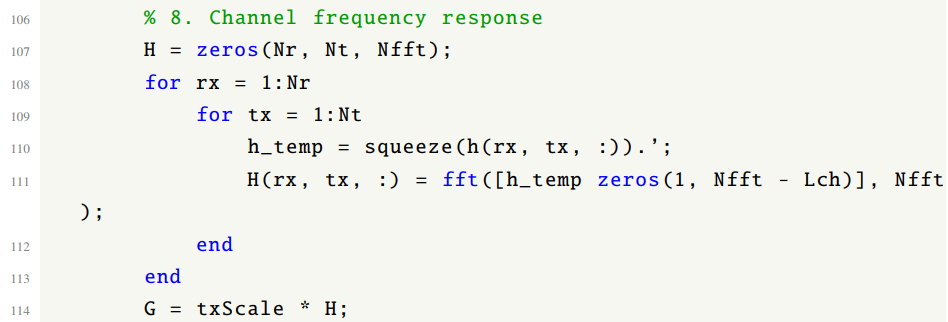 106 % 8. Channel frequency response
107 H = zeros(Nr, Nt, Nfft);
108 for rx = 1:Nr
109 for tx = 1:Nt
110 h_temp = squeeze(h(rx, tx, :)).’;
111 H(rx, tx, :) = fft([h_temp zeros(1, Nfft - Lch)], Nfft
);
112 end
113 end
114 G = txScale * H;